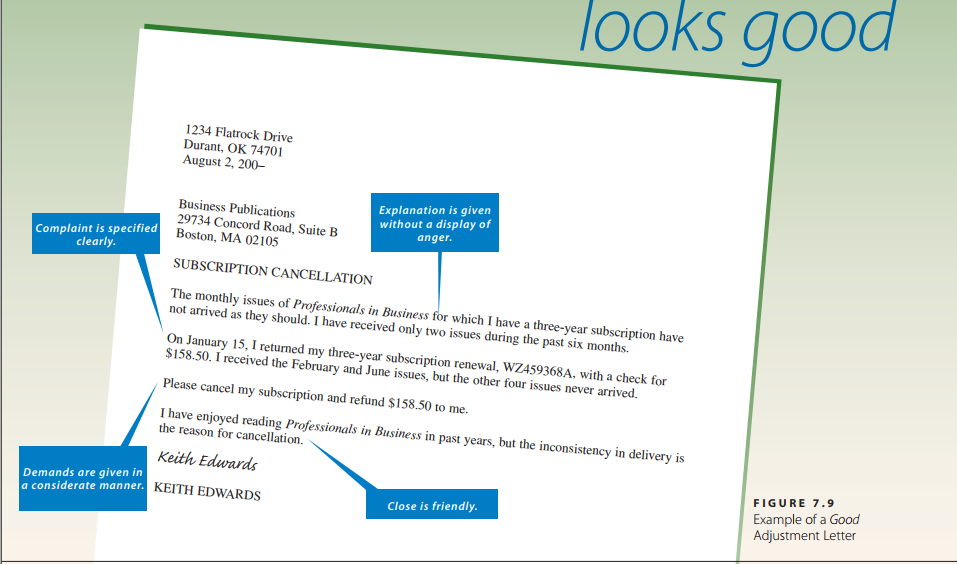 looks good
1234 Flatrock Drive
Durant, OK 74701
August 2, 200–
Business Publications
29734 Concord Road, Suite B
Boston, MA 02105
Explanation is given
without a display of
anger.
Complaint is specified
clearly.
SUBSCRIPTION CANCELLATION
The monthly issues of Professionals in Business for which I have a three-year subscription have
not arrived as they should. I have received only two issues during the past six months.
On January 15, I returned my three-year subscription renewal, WZ459368A, with a check for
$158.50. I received the February and June issues, but the other four issues never arrived.
Please cancel my subscription and refund $158.50 to me.
I have enjoyed reading Professionals in Business in past years, but the inconsistency in delivery is
the reason for cancellation.
Keith Edwards
KEITH EDWARDS
Demands are given in
a considerate manner.
Close is friendly.
FIGURE 7.9
Example of a Good
Adjustment Letter